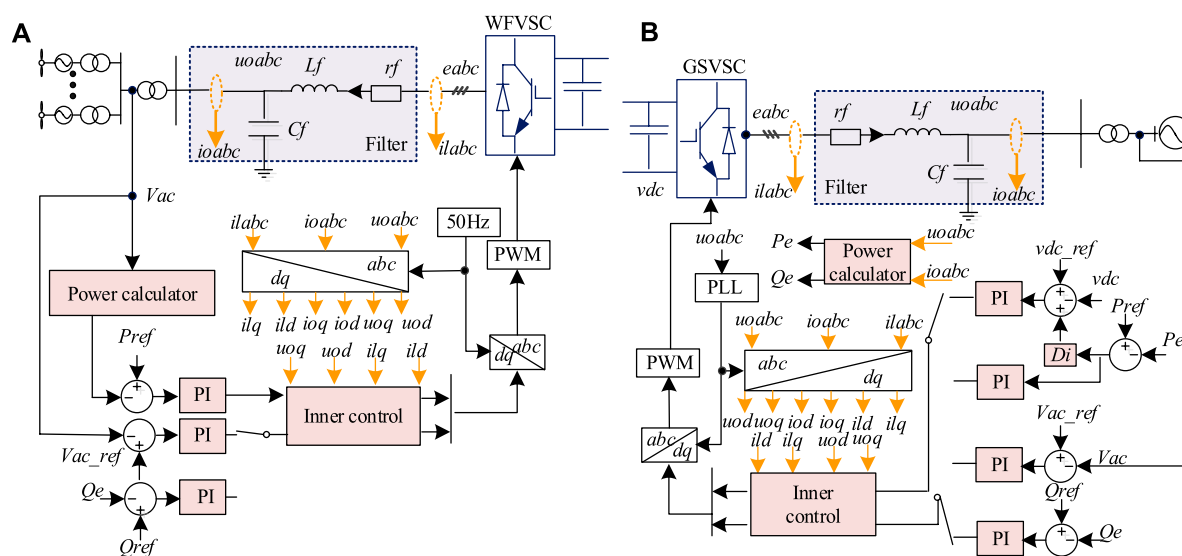 A
WFVSC
uoabc
Lf
rf
eabc
Cf
ioabc
Filter
ilabc
Vac
ilabc
ioabc
uoabc
50Hz
PWM
abc
dq
Power calculator
ilq ild ioq iod uoq uod
uoq uod ilq ild
dq abc
Pref
PI
Inner control
PI
Vac_ref
Qe
PI
Qref
B
GSVSC
eabc
rf
Lf
uoabc
vdc
ilabc
Filter
Cf
ioabc
uoabc
Pe
Qe
Power
calculator
uoabc
ioabc
PLL
vdc_ref
PI
vdc
Pref
Di
Pe
PI
uoabc ioabc ilabc
PWM
abc
dq
uod uoq iod ioq ild ilq
ild ilq uod uoq
abc
dq
Inner
control
Vac_ref
PI
Vac
Qref
PI
Qe